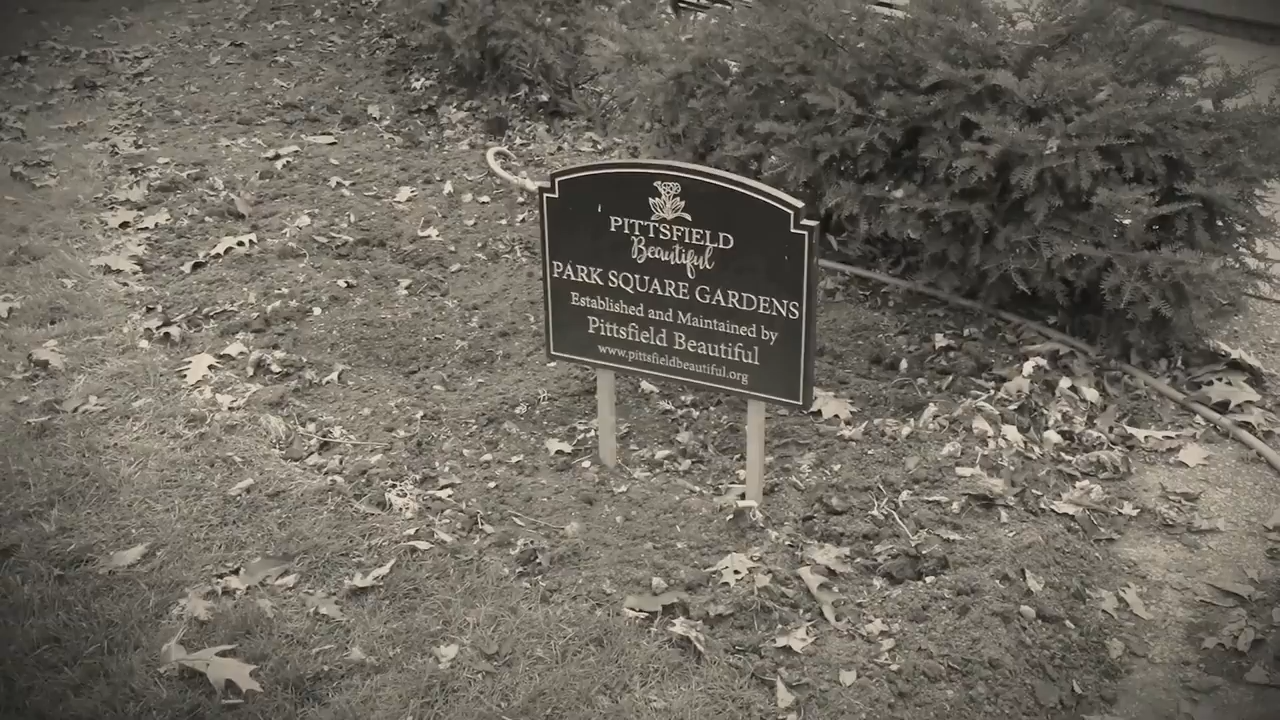 PITTSFIELD
Beautiful
PARK SQUARE GARDENS
Established and Maintained by
Pittsfield Beautiful
www.pittsfieldbeautiful.org